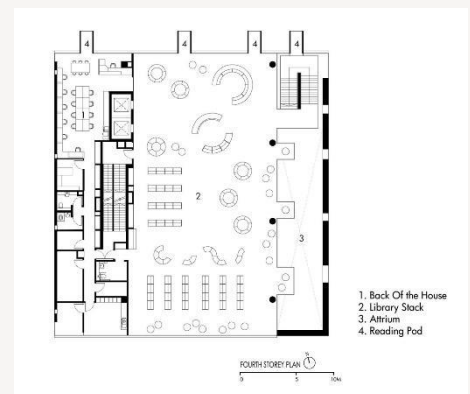 4 4 4 4
1
2
3
1. Back Of the House
2. Library Stack
3. Attrium
4. Reading Pod
FOURTH STOREY PLAN
0 5 10M